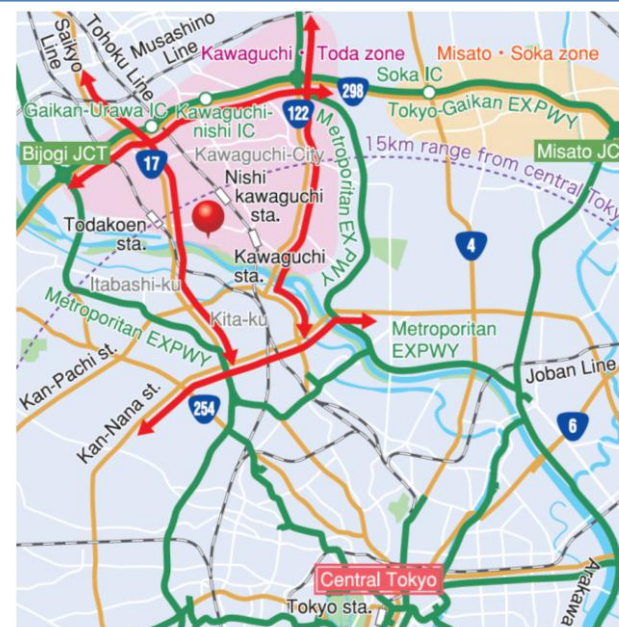 Saikyo
Line
Tohoku Line
Musashino
Line
Kawaguchi・Toda zone
Misato・Soka zone
298
Soka IC
Gaikan-Urawa IC
Kawaguchi-
nishi IC
122
Tokyo-Gaikan EXPWY
Bijogi JCT
17
Kawaguchi-City
Metroporitan EXPWY
15km range from central Toky
Misato JC
Nishi
kawaguchi
sta.
Todakoen
sta.
Kawaguchi
sta.
4
Itabashi-ku
Metroporitan EXPWY
Kita-ku
Metroporitan
EXPWY
Kan-Pachi st.
Joban Line
Kan-Nana st.
254
6
Central Tokyo
Tokyo sta.
Arakawa